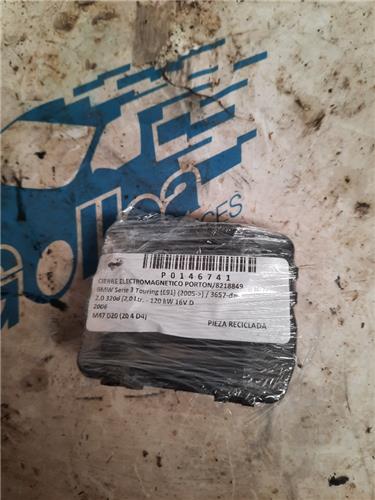 P0146741
CIERRE ELECTROMAGNETICO PORTON/8218849
BMW Serie 3 Touring (E91) (2005->) / 3657-d
2.0 320d [2,0 Ltr. - 120 kW 16V D
2006
M47 D20 (20 4 D4)
PIEZA RECICLADA